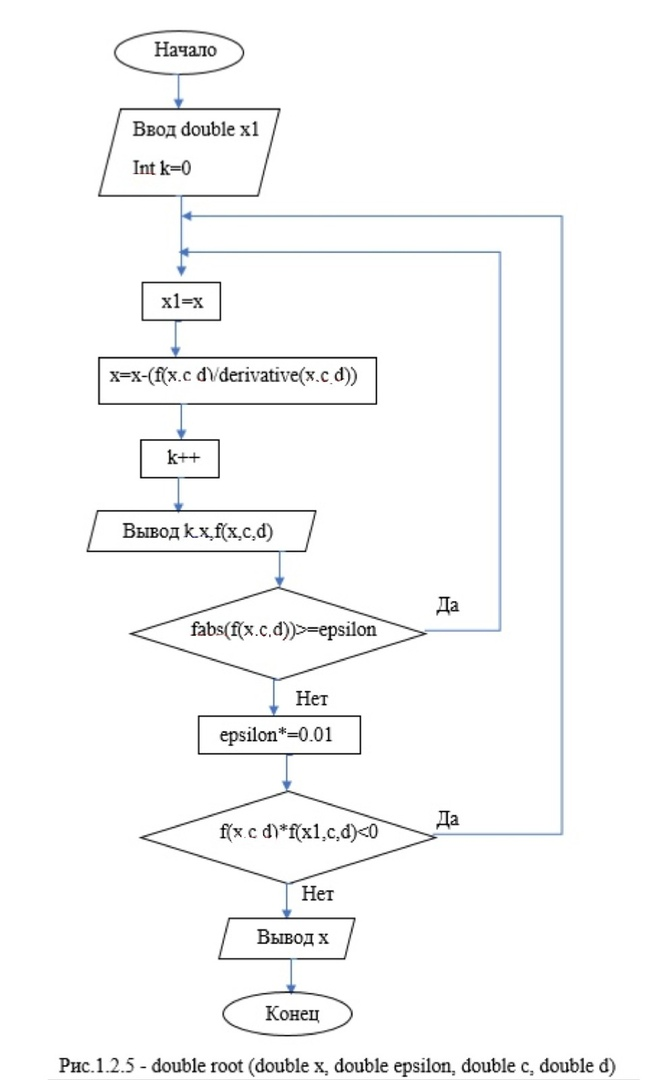 Начало
Ввод double x1
Int k=0
x1=x
x=x-(f(x,c,d)/derivative(x,c,d))
k++
Вывод k,x,f(x,c,d)
Да
fabs(f(x,c,d))>=epsilon
Нет
epsilon*=0.01
Да
f(x,c,d)*f(x1,c,d)<0
Нет
Вывод x
Конец
Рис.1.2.5 - double root (double x, double epsilon, double c, double d)